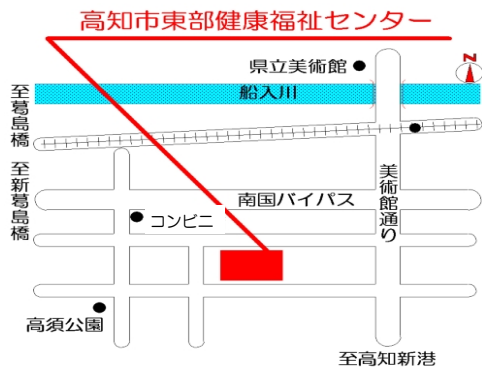 高知市東部健康福祉センター
県立美術館
N
至葛島橋
船入川
至新葛島橋
美術館通り
南国バイパス
コンビニ
高須公園
至高知新港